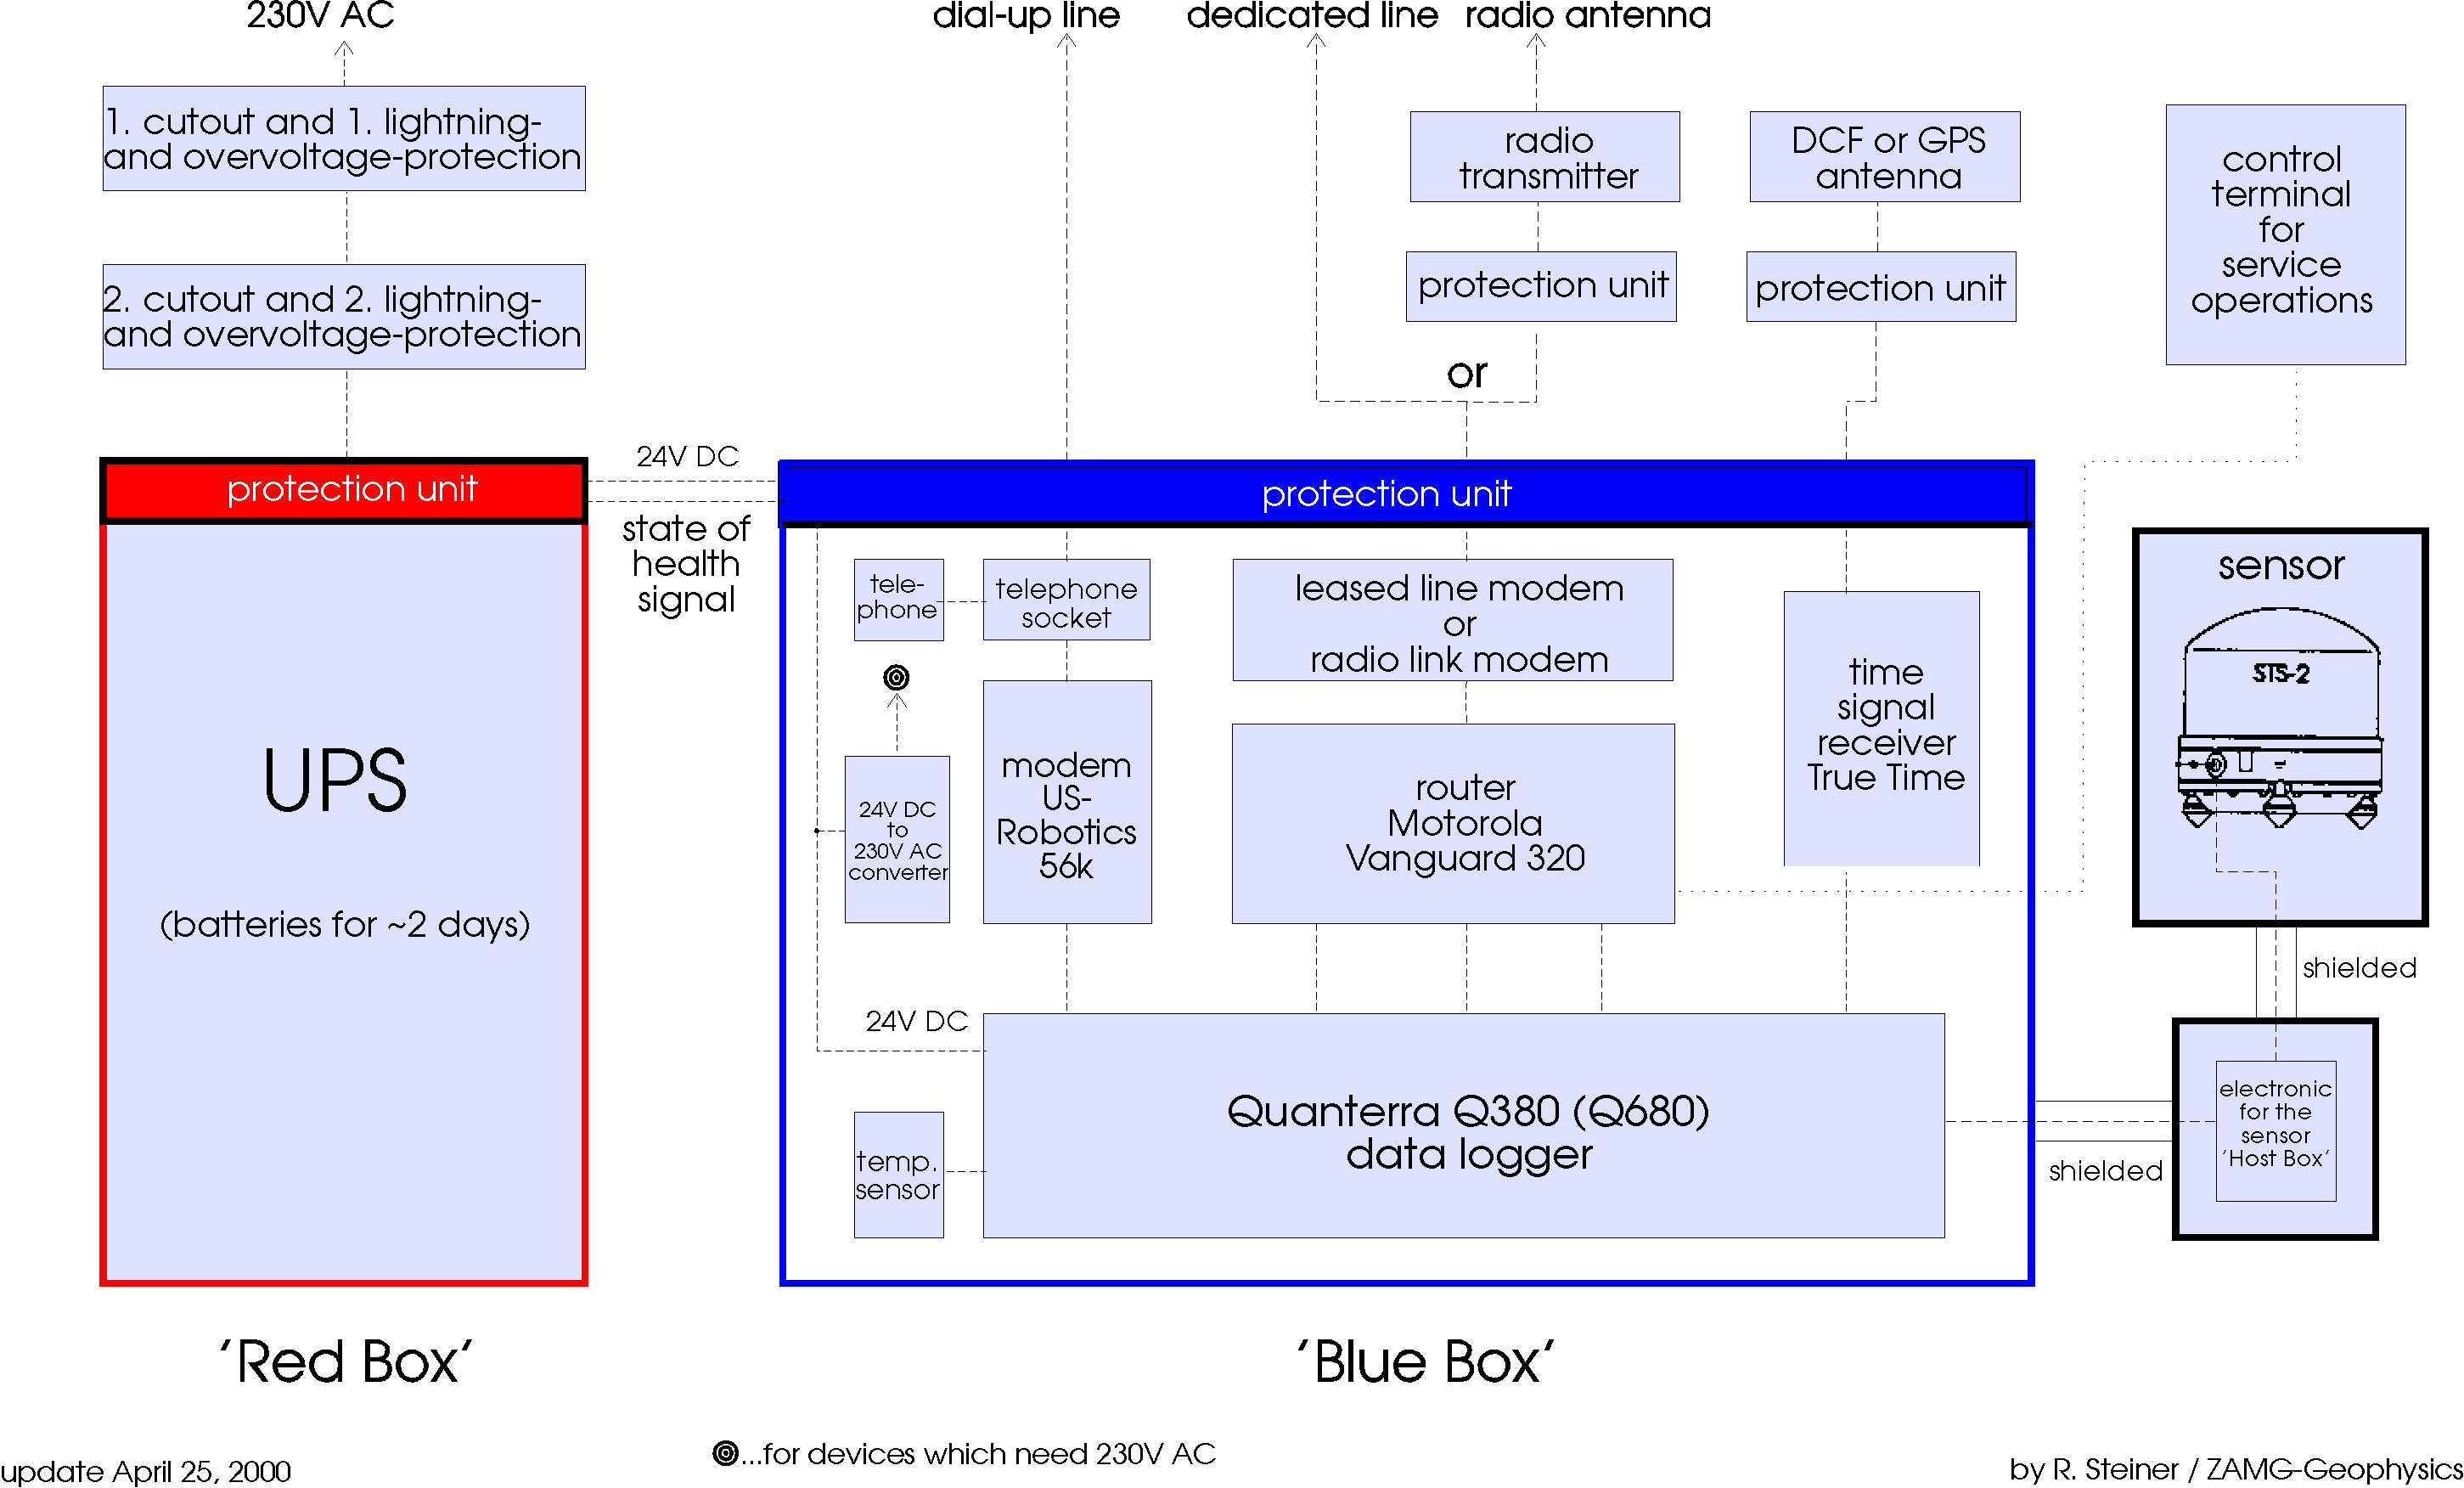 230V AC
dial-up line
dedicated line
radio antenna
1. cutout and 1. lightning-
and overvoltage-protection
radio
transmitter
DCF or GPS
antenna
control
terminal
for
service
operations
2. cutout and 2. lightning-
and overvoltage-protection
protection unit
protection unit
or
protection unit
24V DC
state of
health
signal
protection unit
UPS
(batteries for ~2 days)
tele-
phone
telephone
socket
leased line modem
or
radio link modem
time
signal
receiver
True Time
sensor
STS-2
24V DC
to
230V AC
converter
modem
US-
Robotics
56k
router
Motorola
Vanguard 320
shielded
24V DC
Quanterra Q380 (Q680)
data logger
temp.
sensor
electronic
for the
sensor
'Host Box'
shielded
'Red Box'
'Blue Box'
...for devices which need 230V AC
update April 25, 2000
by R. Steiner / ZAMG-Geophysics